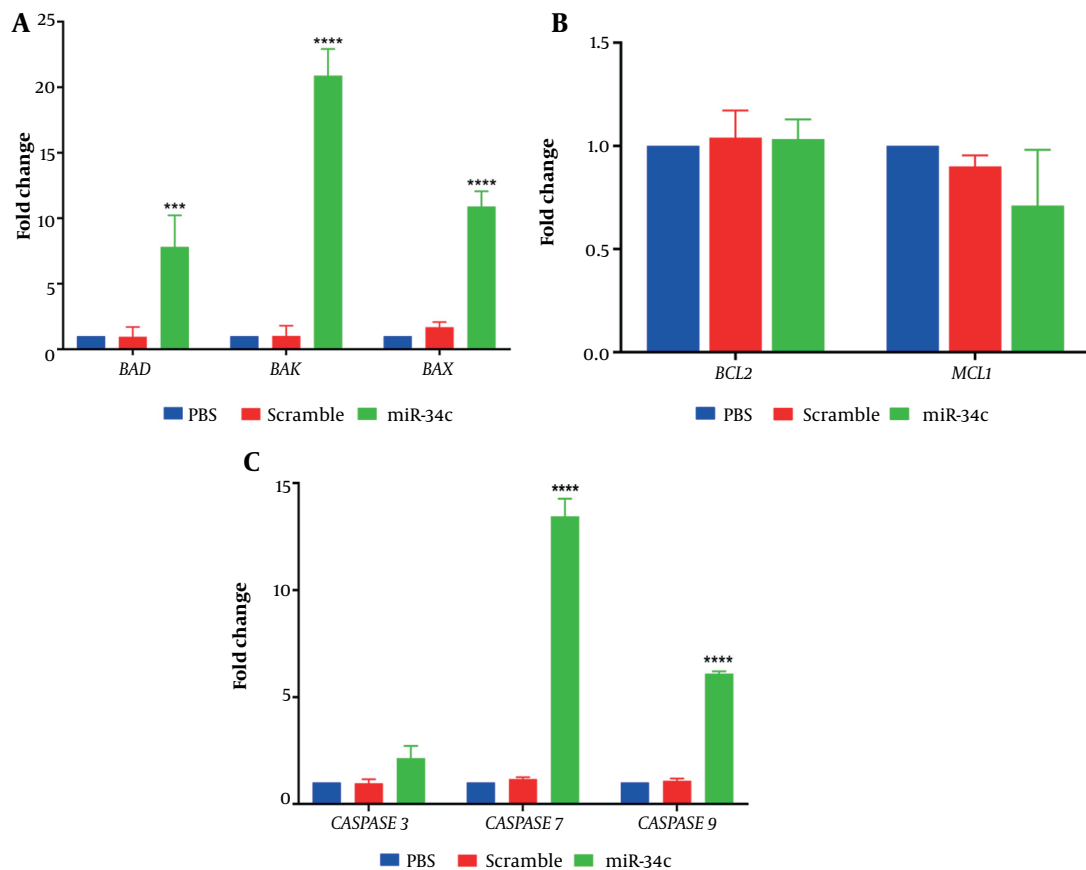 A
Fold change
25
20
15
10
5
0
***
****
****
BAD BAK BAX
PBS Scramble miR-34c
B
Fold change
1.5
1.0
0.5
0.0
BCL2 MCL1
PBS Scramble miR-34c
C
Fold change
15
10
5
0
****
****
CASPASE 3 CASPASE 7 CASPASE 9
PBS Scramble miR-34c